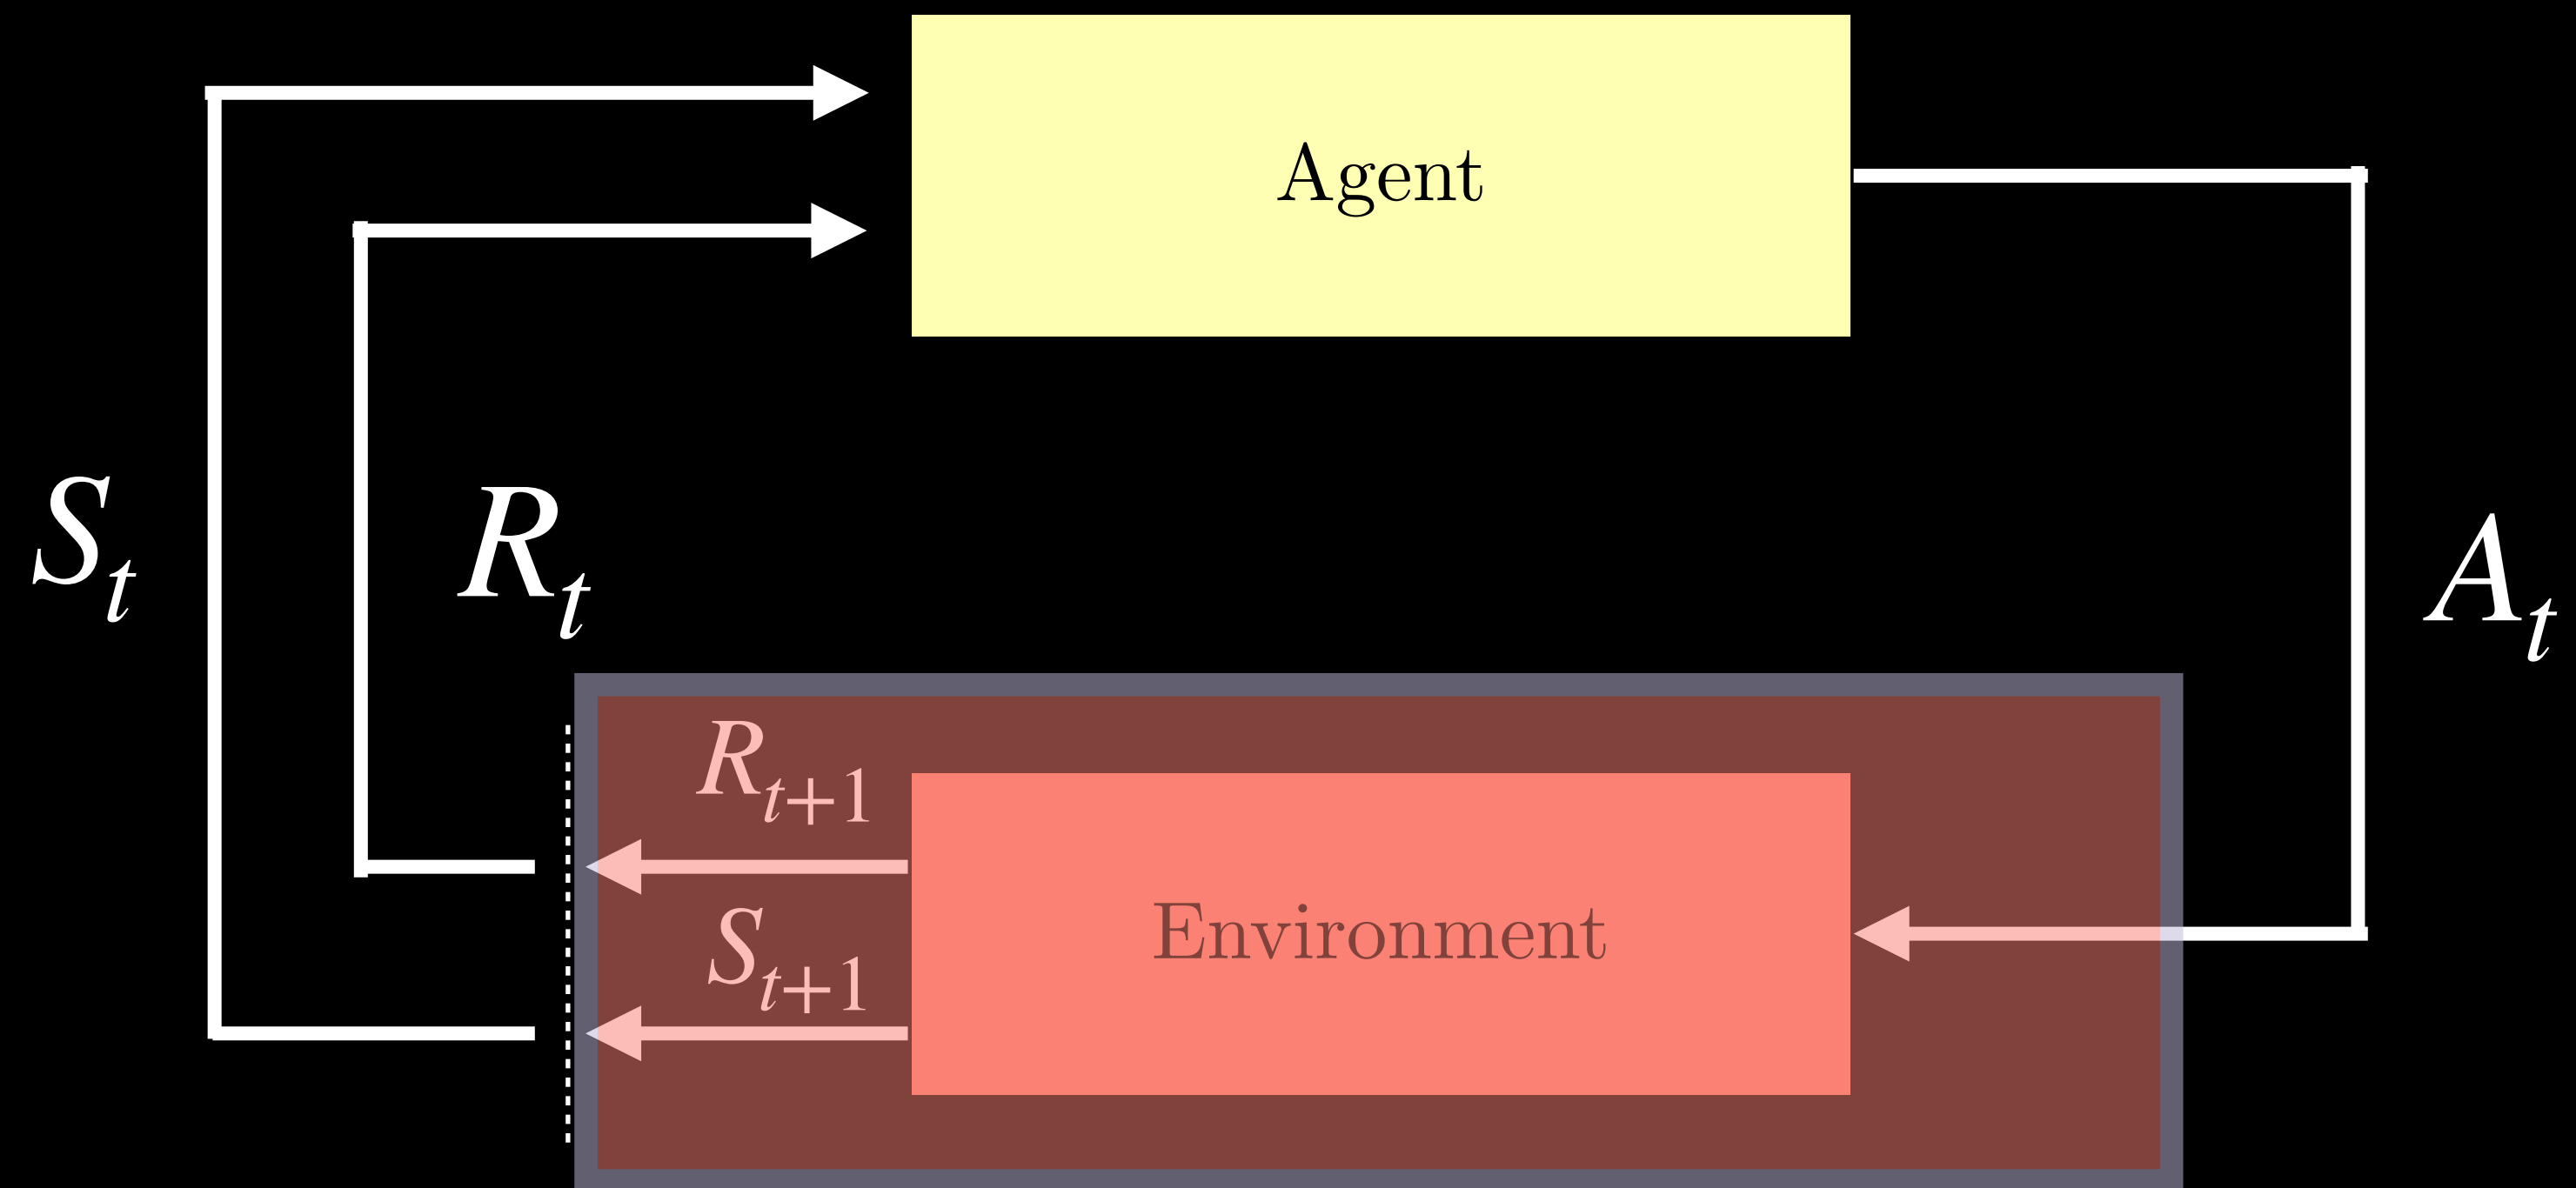 Agent
S_t
R_t
A_t
R_{t+1}
S_{t+1}
Environment